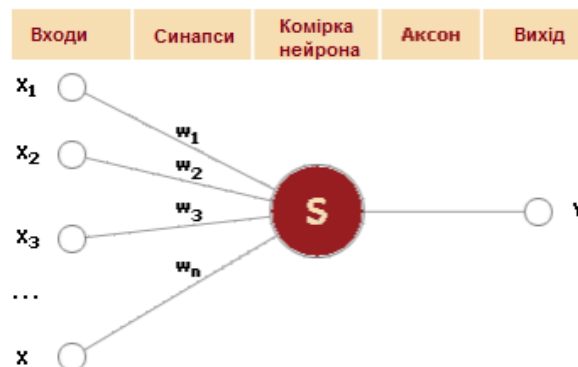 Входи Синапси Комірка нейрона Аксон Вихід
X1
w1
X2
w2
w3
S
Y
X3
wn
...
X